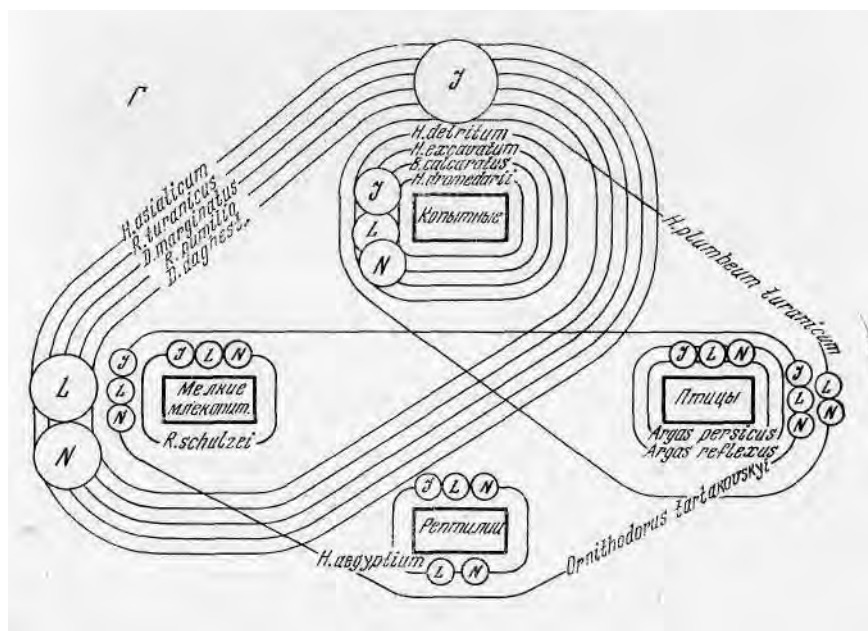 Г
J
H. detritum
H. excavatum
B. calcaratus
H. dromedarii
J
L
N
Копытные
H. asiaticum
R. turanicus
D. marginatus
R. pumilio
D. daghest.
H. plumbeum turanicum
L
N
J
L
N
J L N
Мелкие
млекопит.
R. schulzei
J L N
Птицы
Argas persicus
Argas reflexus
J
L
N
L
N
J L N
Рептилии
L N
H. aegyptium
Ornithodorus tartakovskyi